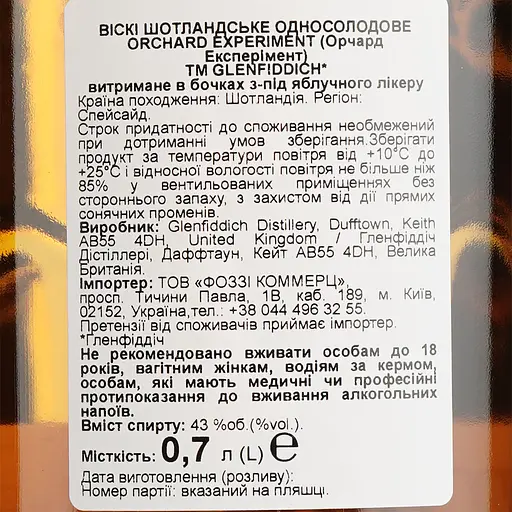 ВІСКІ ШОТЛАНДСЬКЕ ОДНОСОЛОДОВЕ
ORCHARD EXPERIMENT (Орчард
Експерімент)
ТМ GLENFIDDICH*
витримане в бочках з-під яблучного лікеру
Країна походження: Шотландія. Регіон:
Спейсайд.
Строк придатності до споживання необмежений
при дотриманні умов зберігання.Зберігати
продукт за температури повітря від +10°С до
+25°С і відносної вологості повітря не більше ніж
85% у вентильованих приміщеннях без
стороннього запаху, з захистом від дії прямих
сонячних променів.
Виробник: Glenfiddich Distillery, Dufftown, Keith
AB55 4DH, United Kingdom / Гленфіддіч
Дістіллері, Даффтаун, Кейт AB55 4DH, Велика
Британія.
Імпортер: ТОВ «ФОЗЗІ КОММЕРЦ»,
просп. Тичини Павла, 1В, каб. 189, м. Київ,
02152, Україна,тел.: +38 044 496 32 55.
Претензії від споживачів приймає імпортер.
*Гленфіддіч
Не рекомендовано вживати особам до 18
років, вагітним жінкам, водіям за кермом,
особам, які мають медичні чи професійні
протипоказання до вживання алкогольних
напоїв.
Вміст спирту: 43 %об.(%vol.).
Місткість: 0,7 л (L) ℮
Дата виготовлення (розливу):
Номер партії: вказаний на пляшці.